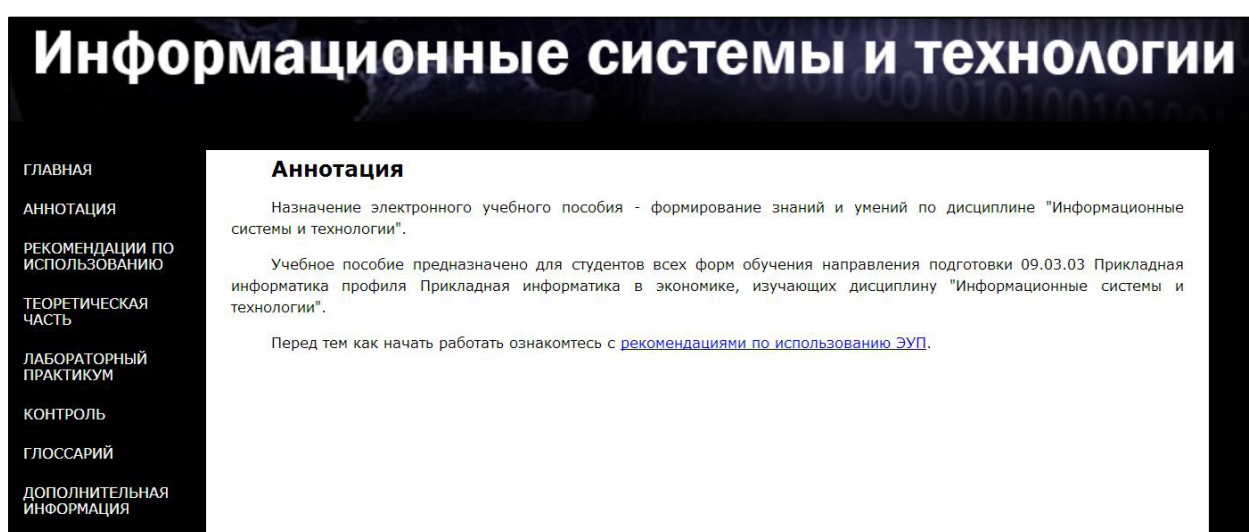 Информационные системы и технологии
ГЛАВНАЯ
АННОТАЦИЯ
РЕКОМЕНДАЦИИ ПО
ИСПОЛЬЗОВАНИЮ
ТЕОРЕТИЧЕСКАЯ
ЧАСТЬ
ЛАБОРАТОРНЫЙ
ПРАКТИКУМ
КОНТРОЛЬ
ГЛОССАРИЙ
ДОПОЛНИТЕЛЬНАЯ
ИНФОРМАЦИЯ
Аннотация
Назначение электронного учебного пособия - формирование знаний и умений по дисциплине "Информационные
системы и технологии".
Учебное пособие предназначено для студентов всех форм обучения направления подготовки 09.03.03 Прикладная
информатика профиля Прикладная информатика в экономике, изучающих дисциплину "Информационные системы и
технологии".
Перед тем как начать работать ознакомтесь с рекомендациями по использованию ЭУП.